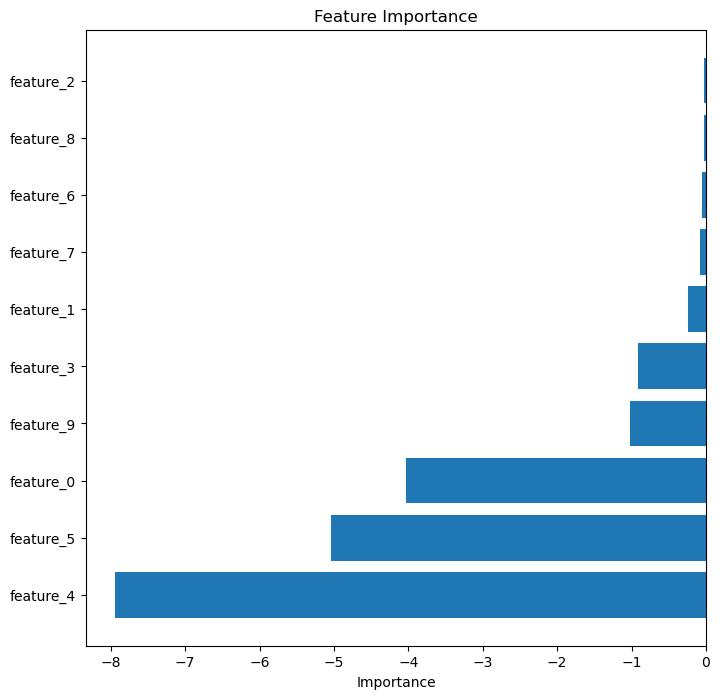 Feature Importance
feature_2
feature_8
feature_6
feature_7
feature_1
feature_3
feature_9
feature_0
feature_5
feature_4
−8 −7 −6 −5 −4 −3 −2 −1 0
Importance